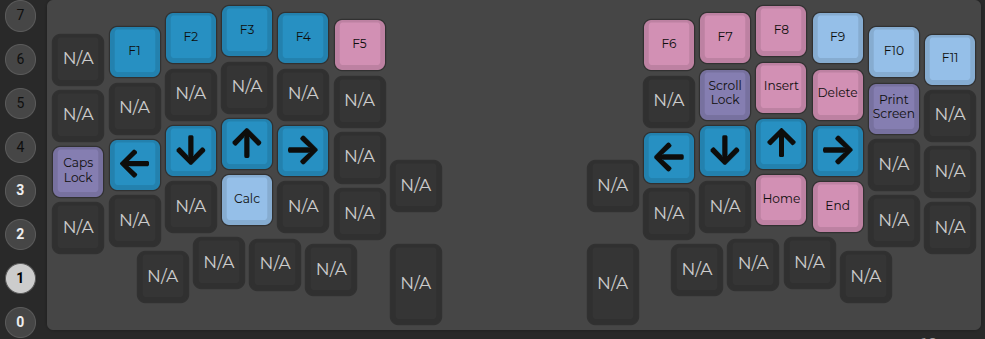 7
F1 F2 F3 F4 F5 F6 F7 F8 F9 F10 F11
6
N/A
N/A N/A N/A N/A N/A N/A Scroll Lock Insert Delete Print Screen N/A
5
N/A
4
Caps Lock ← ↓ ↑ → N/A ← ↓ ↑ → N/A N/A
3
N/A N/A
N/A N/A N/A Calc N/A N/A N/A N/A Home End N/A N/A
2
1
N/A N/A N/A N/A N/A N/A N/A N/A N/A N/A
0